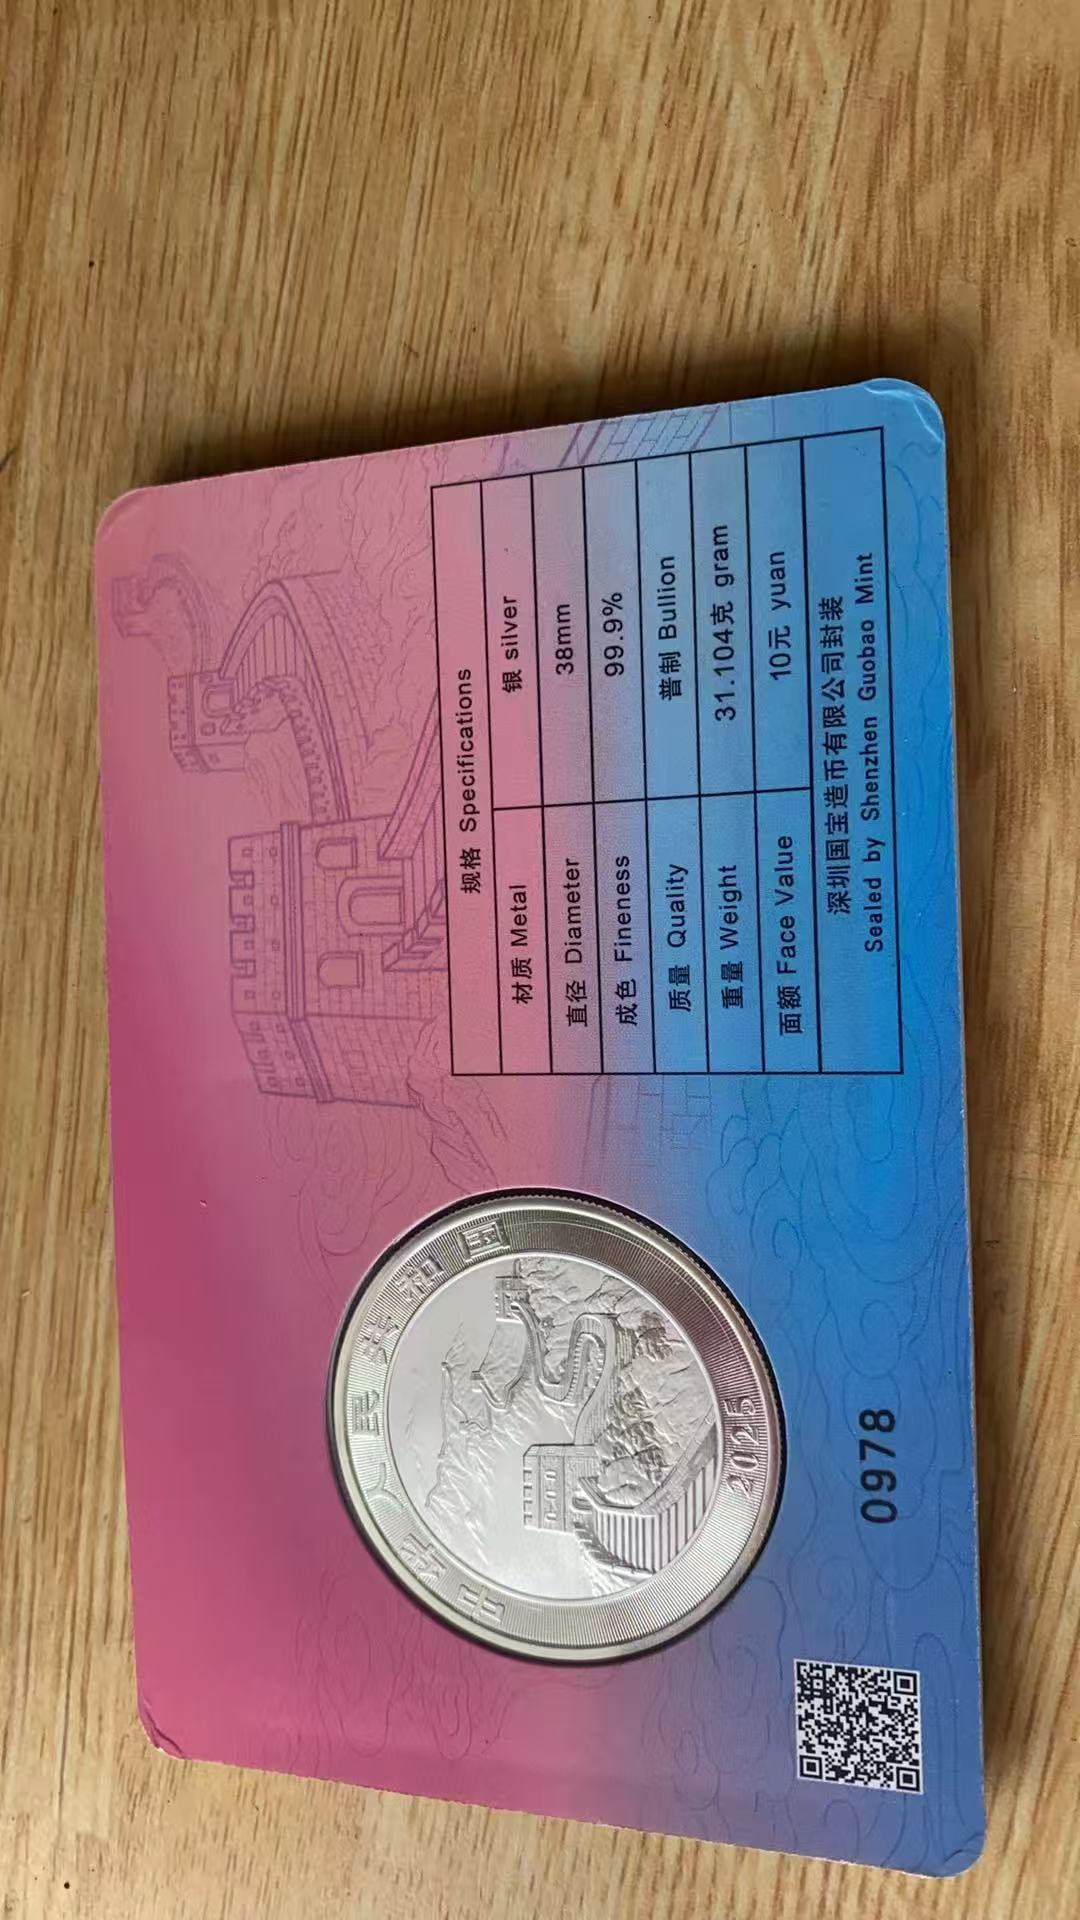 规格 Specifications
材质 Metal 银 silver
直径 Diameter 38mm
成色 Fineness 99.9%
质量 Quality 普制 Bullion
重量 Weight 31.104克 gram
面额 Face Value 10元 yuan
深圳国宝造币有限公司封装
Sealed by Shenzhen Guobao Mint
中华人民共和国
2025
0978